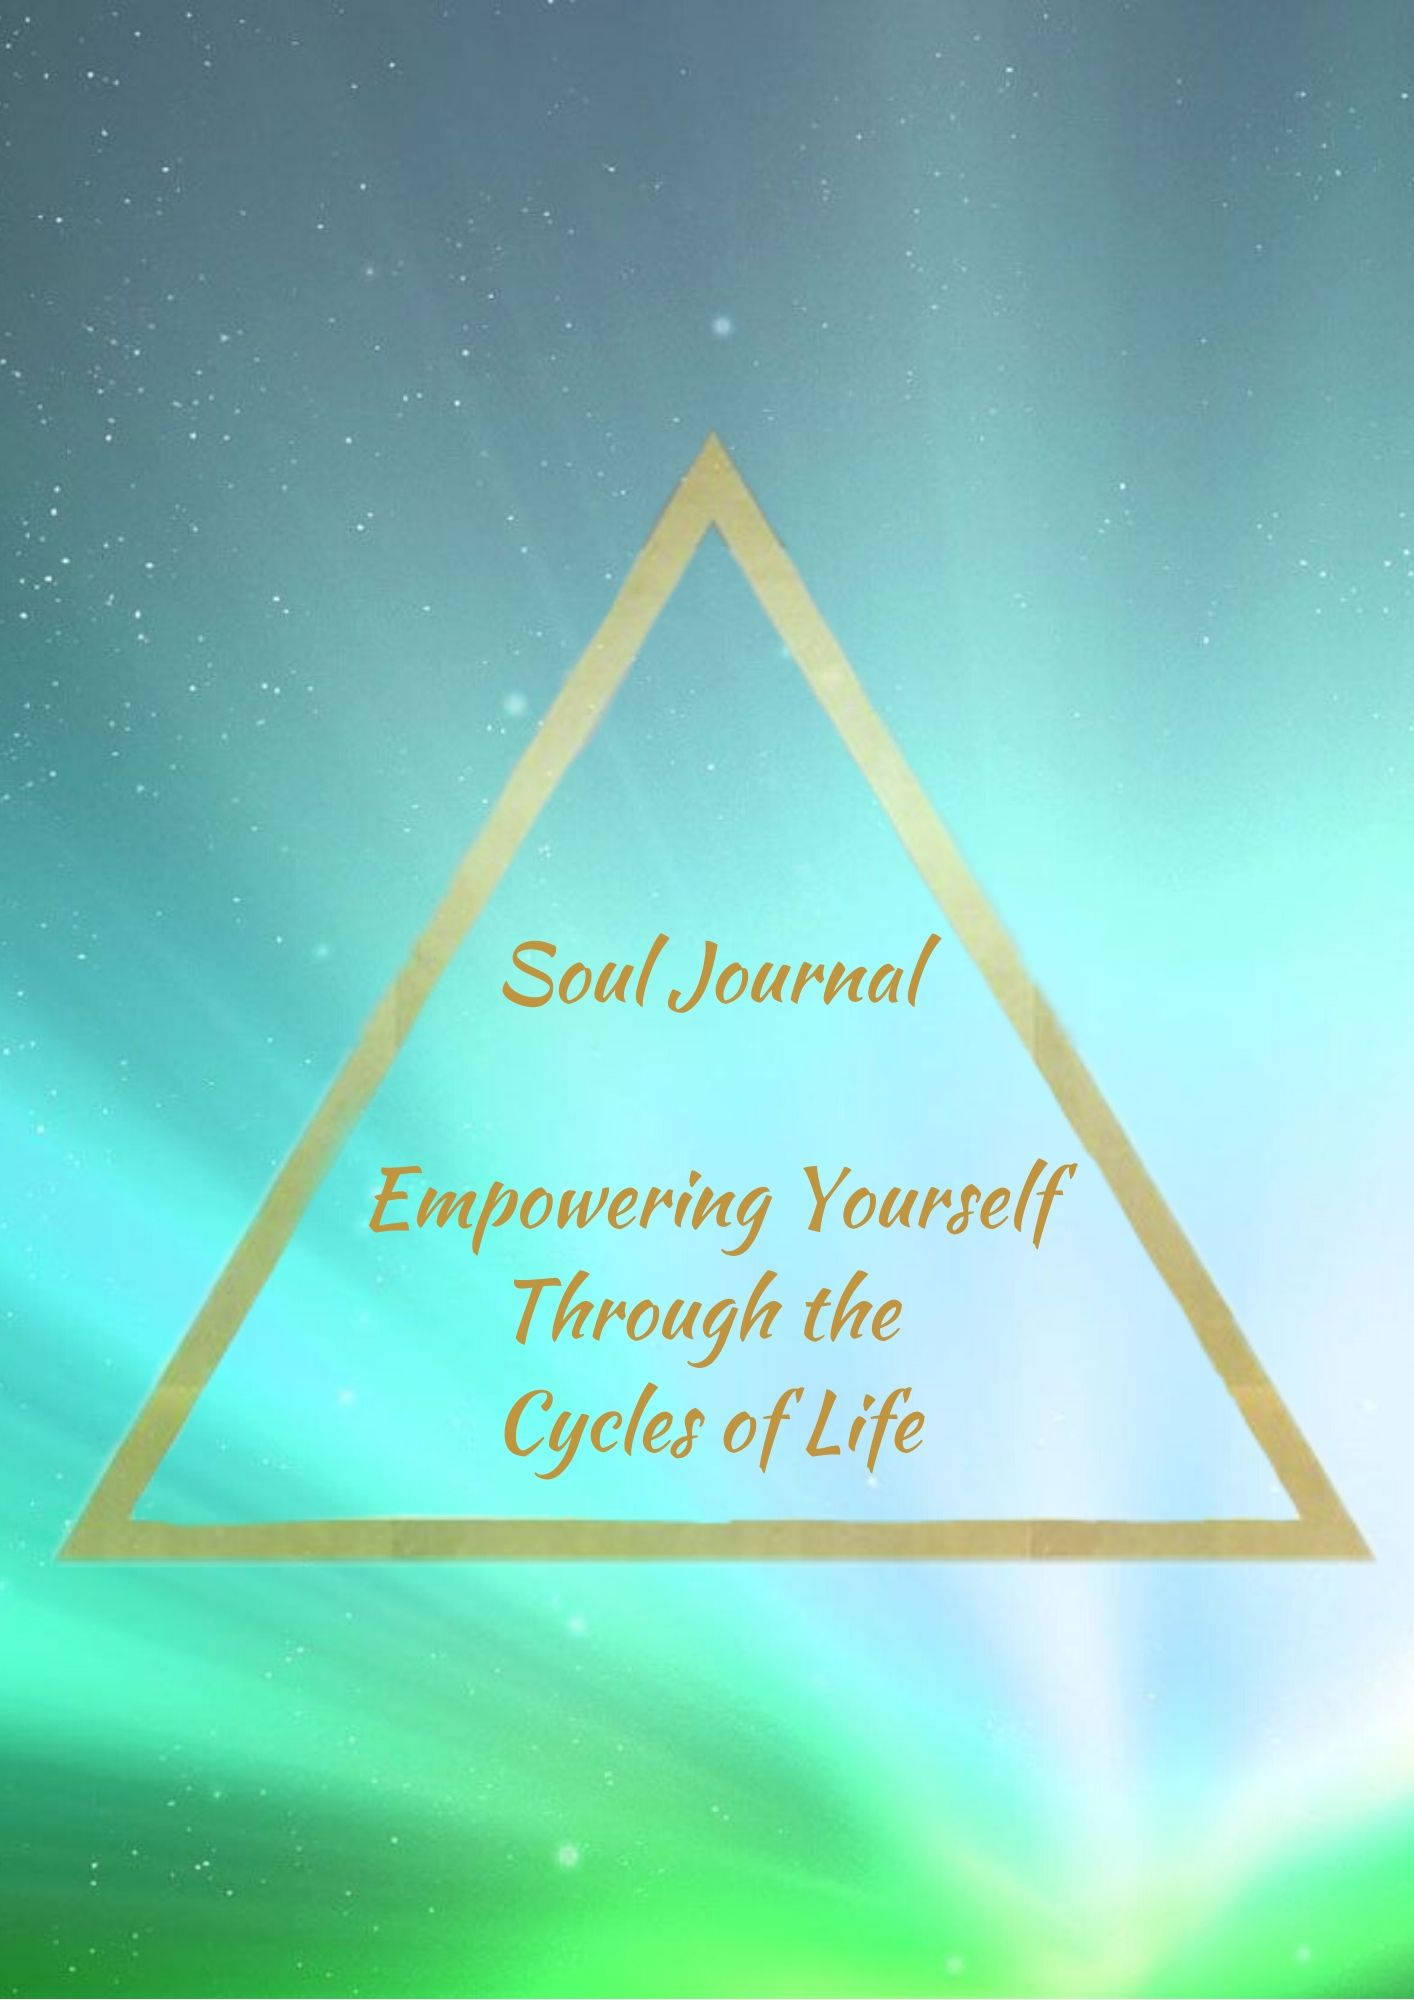 Soul Journal
Empowering Yourself
Through the
Cycles of Life